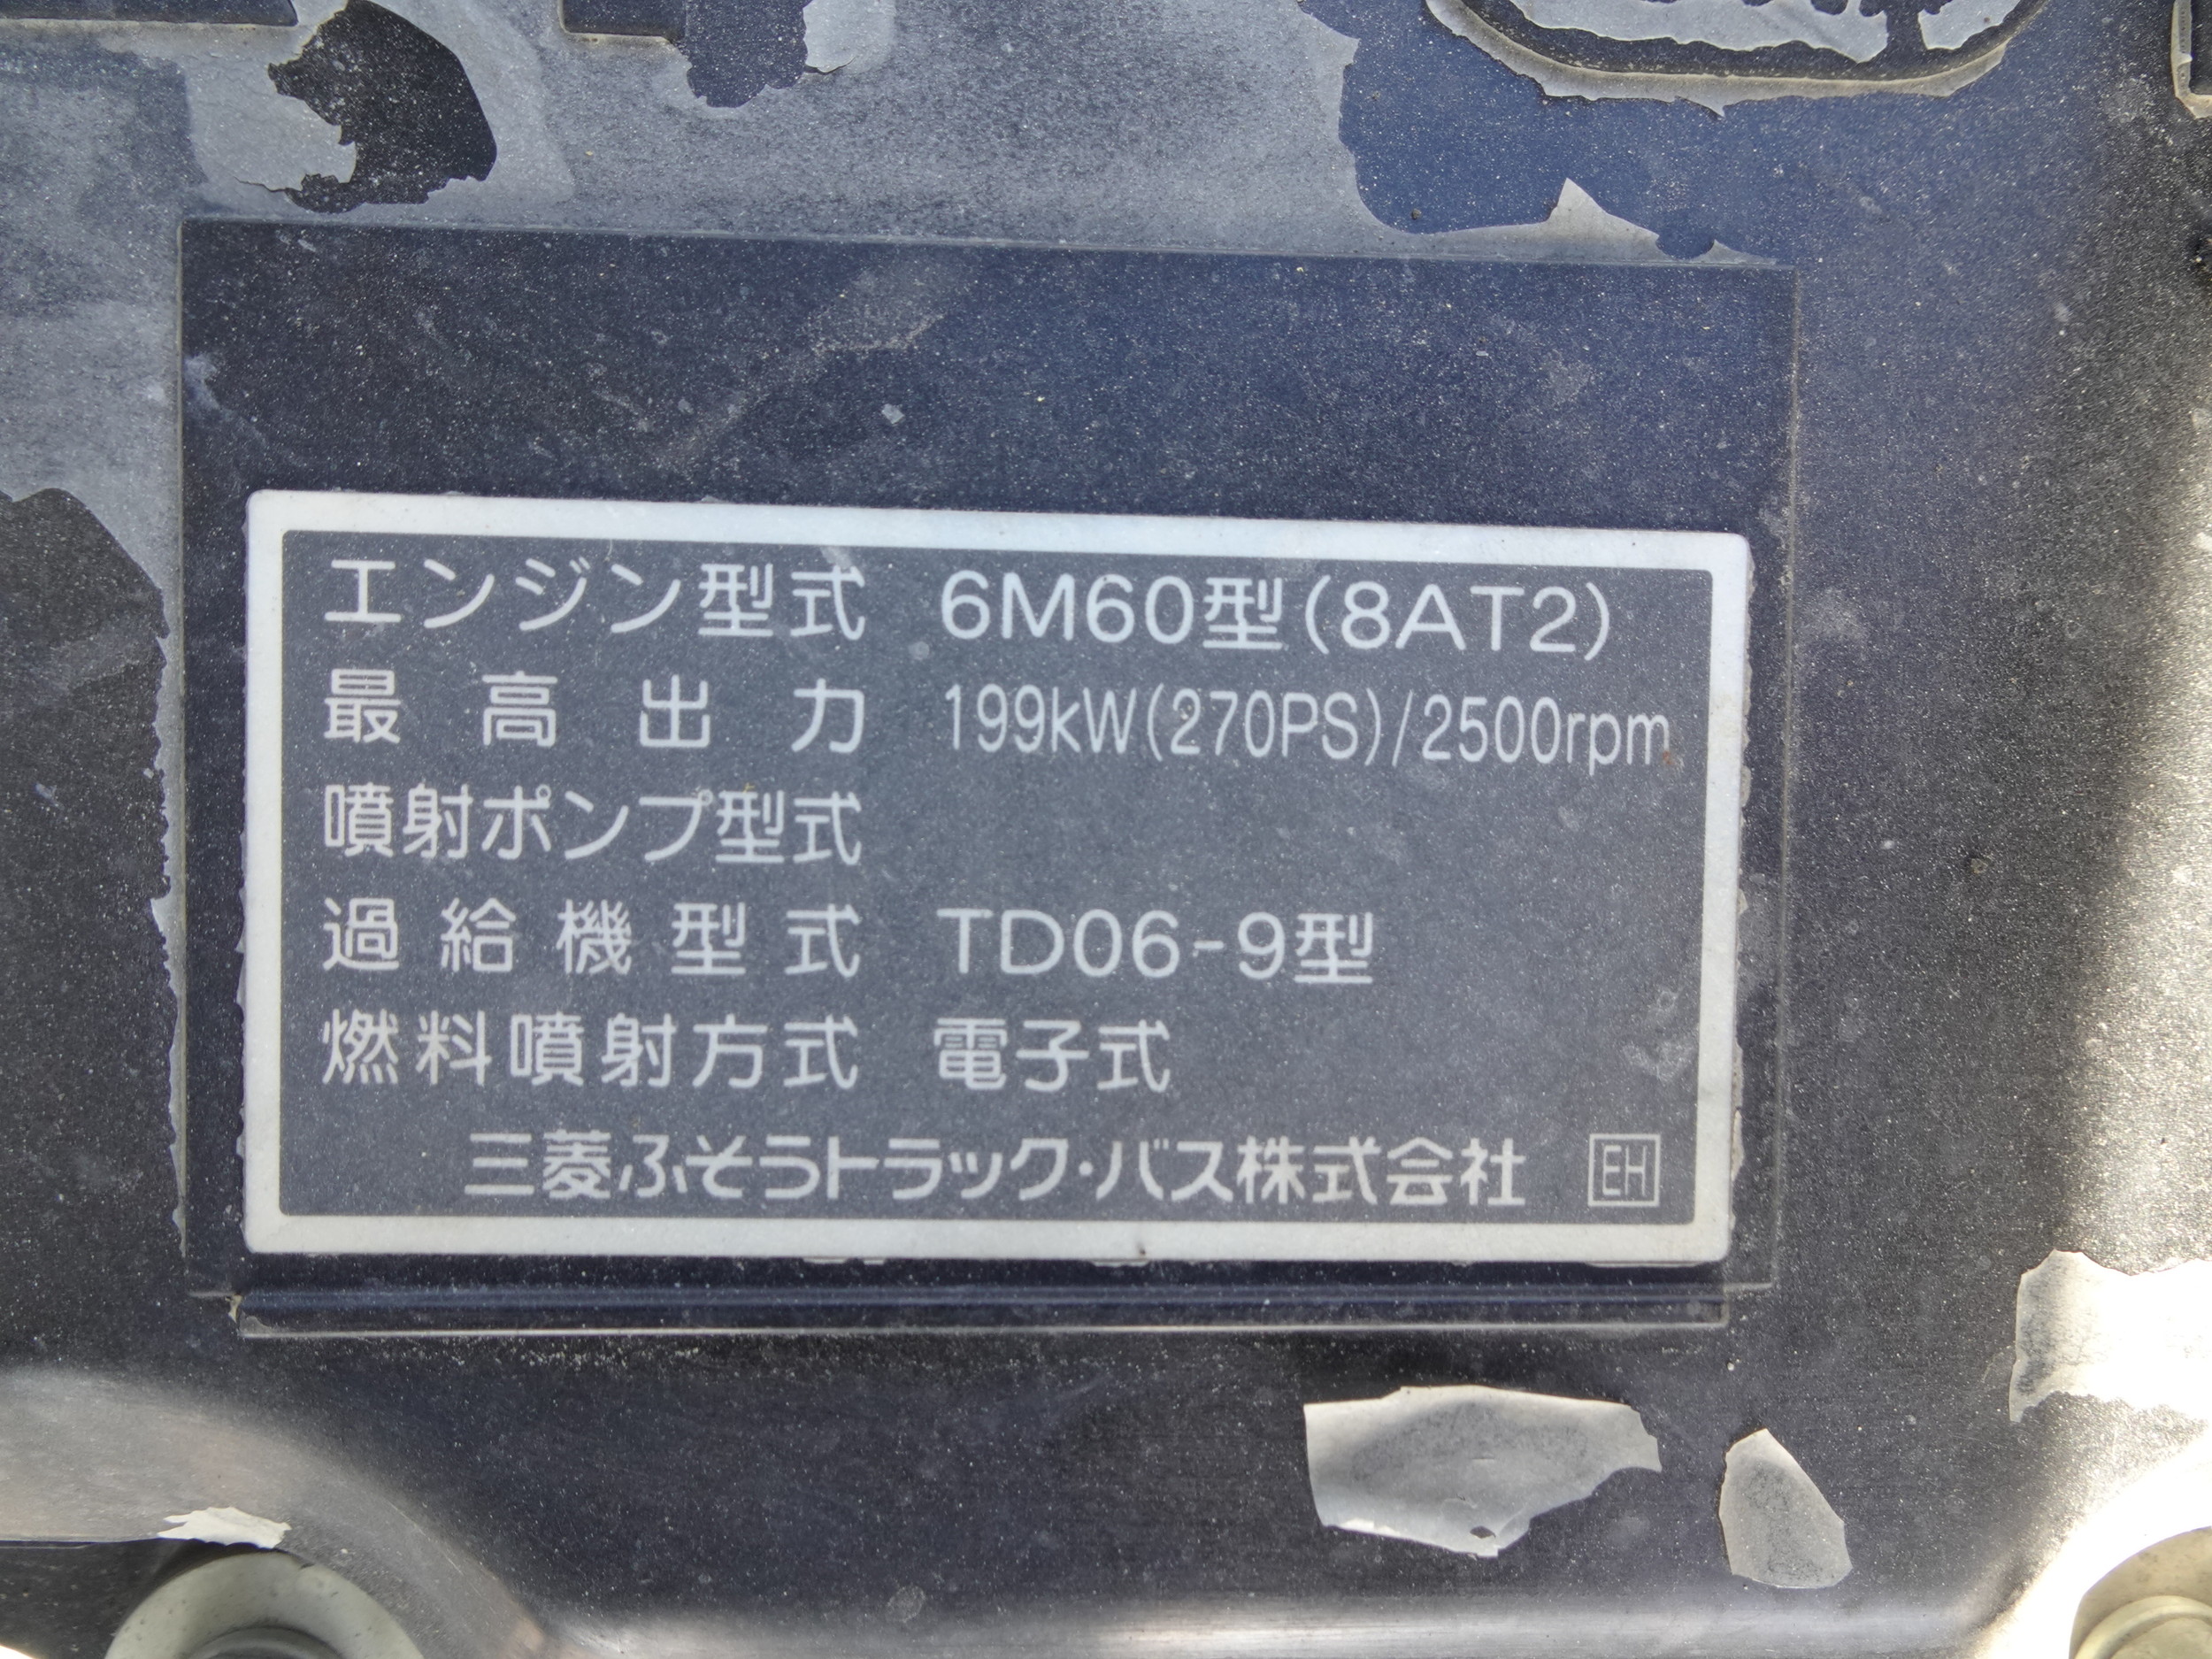 エンジン型式 6M60型(8AT2)
最高出力 199kW(270PS)/2500rpm
噴射ポンプ型式
過給機型式 TD06-9型
燃料噴射方式 電子式
三菱ふそうトラック・バス株式会社 EH